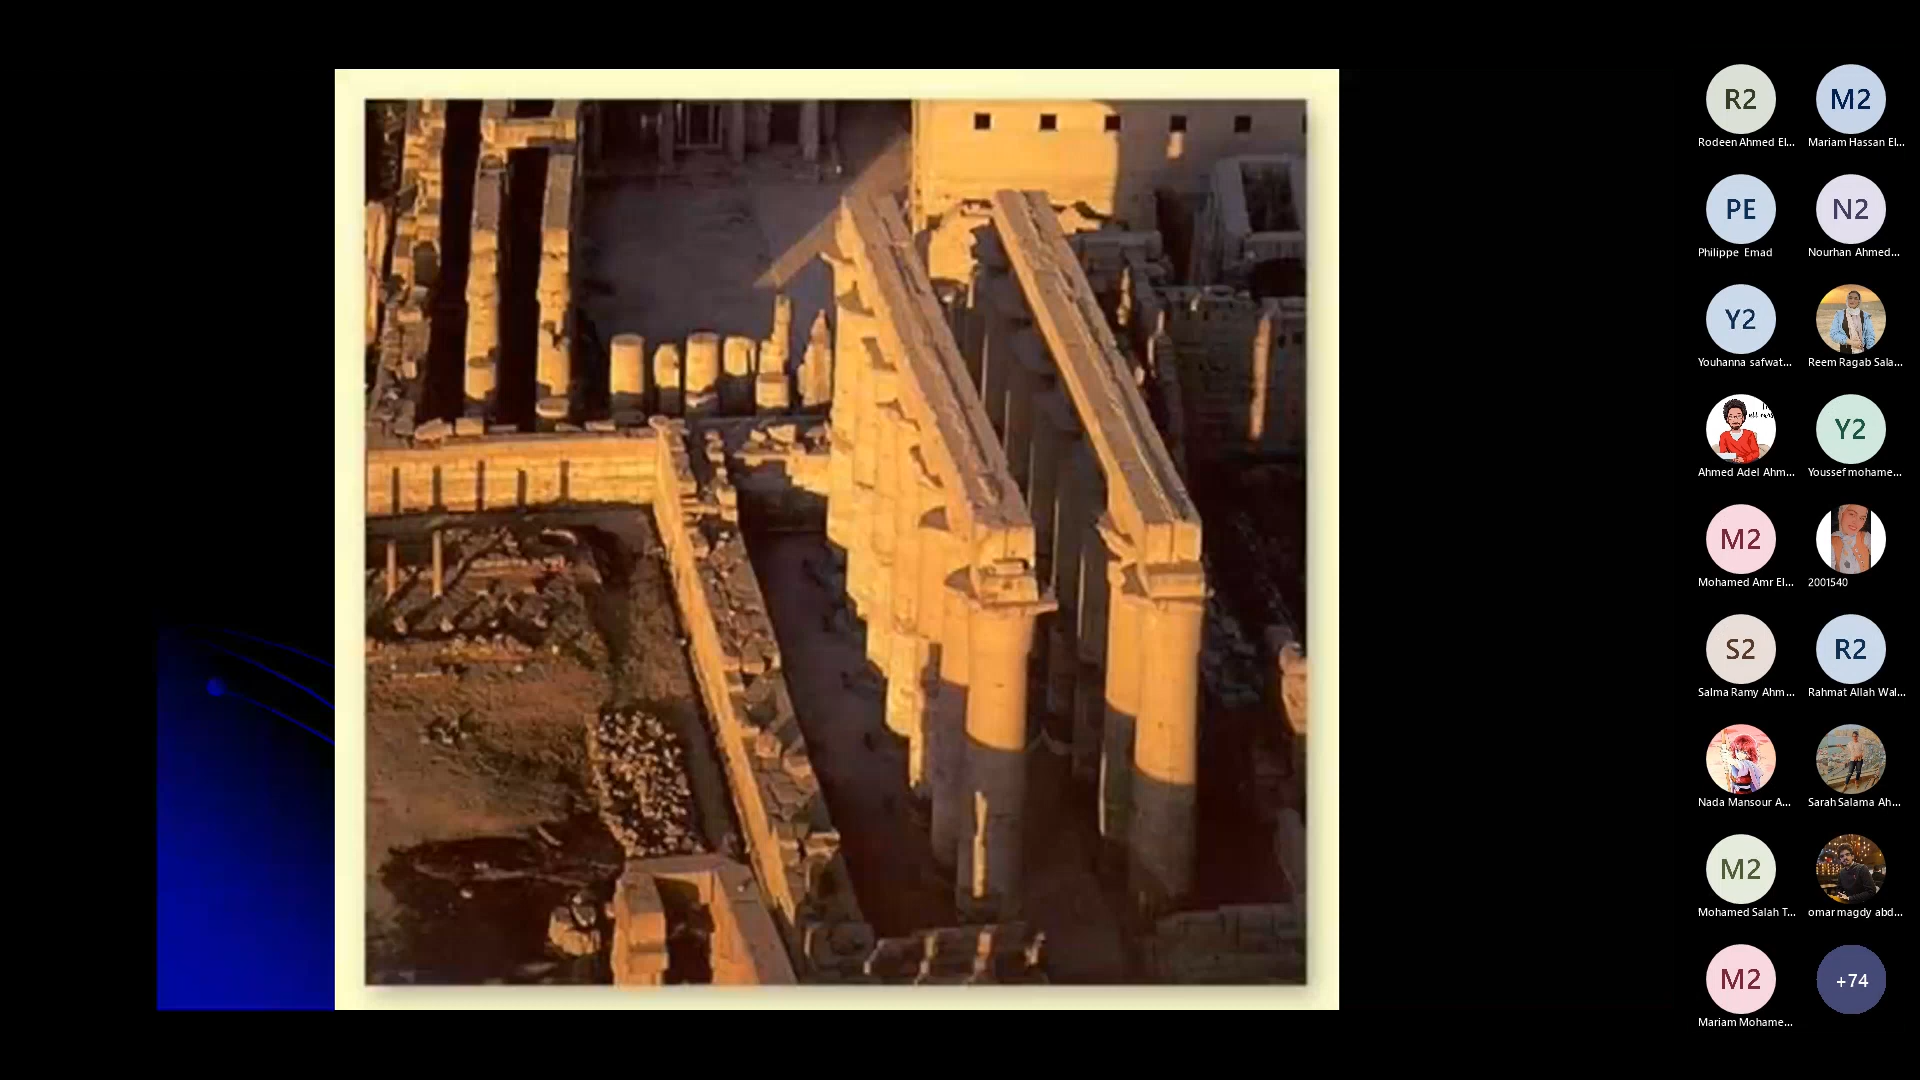 R2
M2
Rodeen Ahmed El...
Mariam Hassan El...
PE
N2
Philippe Emad
Nourhan Ahmed...
Y2
Youhanna safwat...
Reem Ragab Sala...
Y2
Ahmed Adel Ahm...
Youssef mohame...
M2
Mohamed Amr El...
2001540
S2
R2
Salma Ramy Ahm...
Rahmat Allah Wal...
Nada Mansour A...
Sarah Salama Ah...
M2
Mohamed Salah T...
omar magdy abd...
M2
+74
Mariam Mohame...